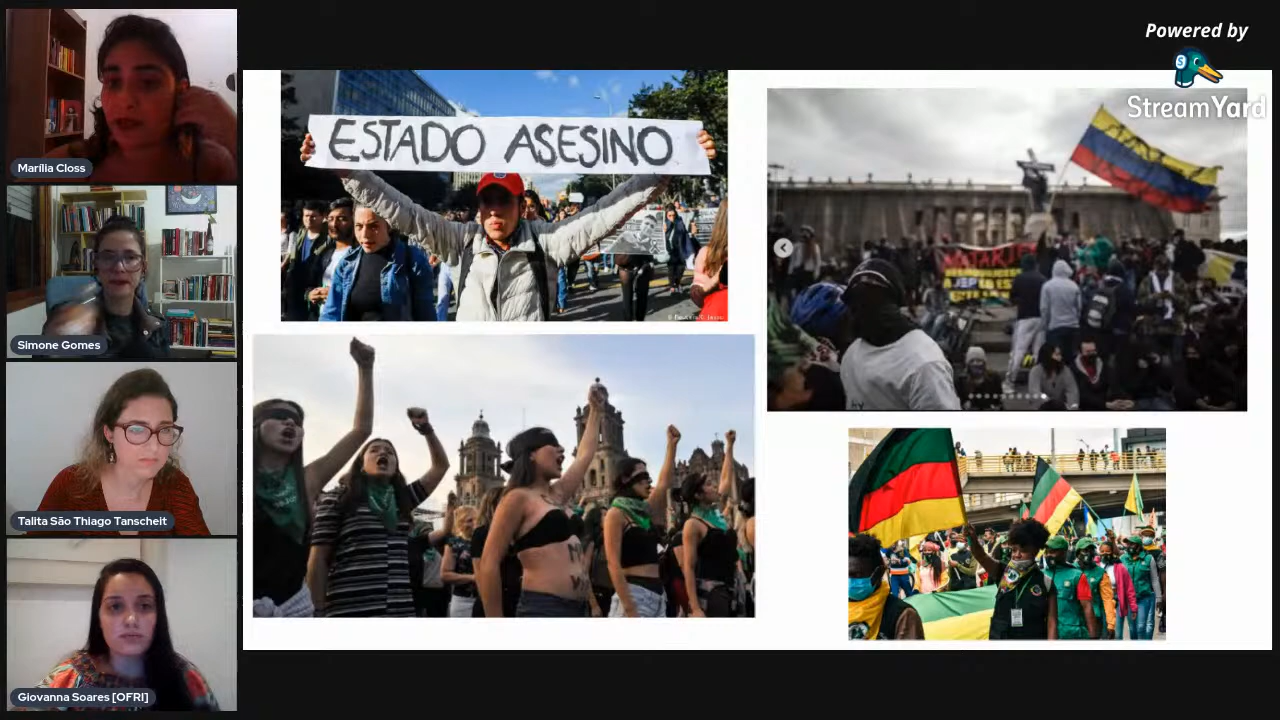 Powered by
StreamYard
Marília Closs
Simone Gomes
Talita São Thiago Tanscheit
Giovanna Soares [OFRI]
ESTADO ASESINO